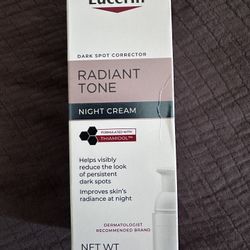 Eucerin
DARK SPOT CORRECTOR
RADIANT
TONE
NIGHT CREAM
FORMULATED WITH
THIAMIDOL™
Helps visibly
reduce the look
of persistent
dark spots
Improves skin's
radiance at night
DERMATOLOGIST
RECOMMENDED BRAND
NET WT